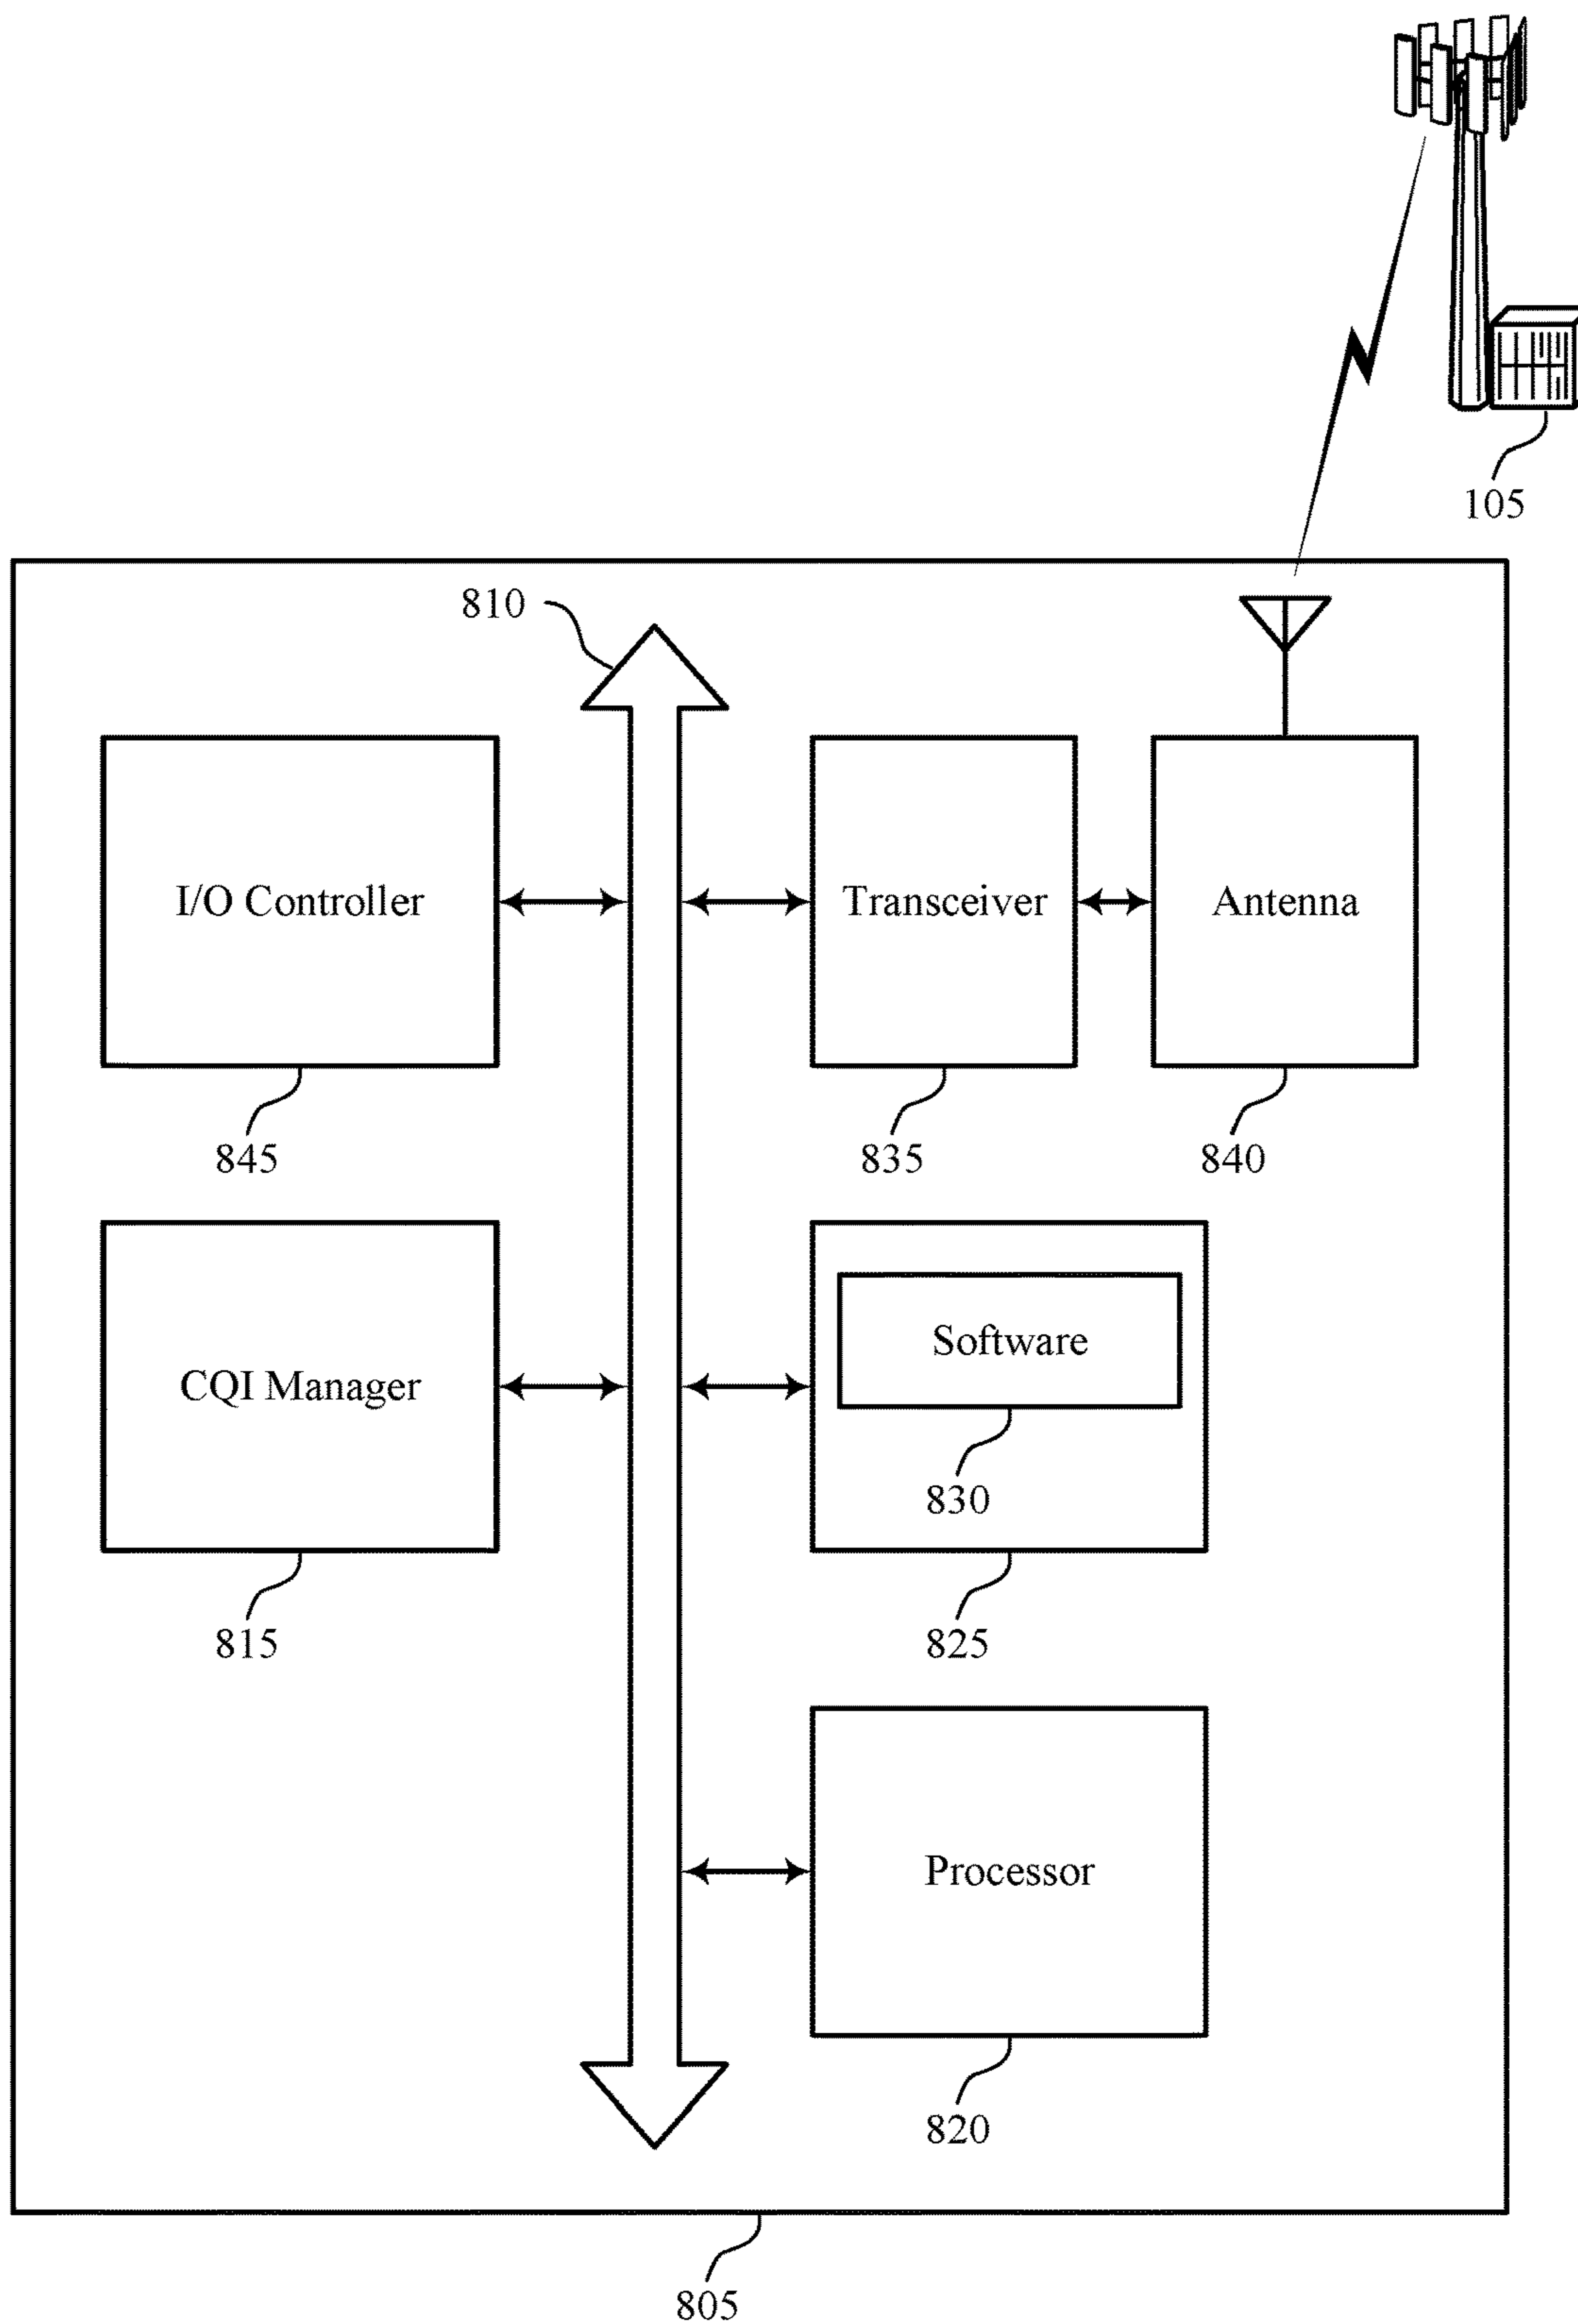 105
810
I/O Controller
Transceiver
Antenna
845
835
840
CQI Manager
Software
830
815
825
Processor
820
805